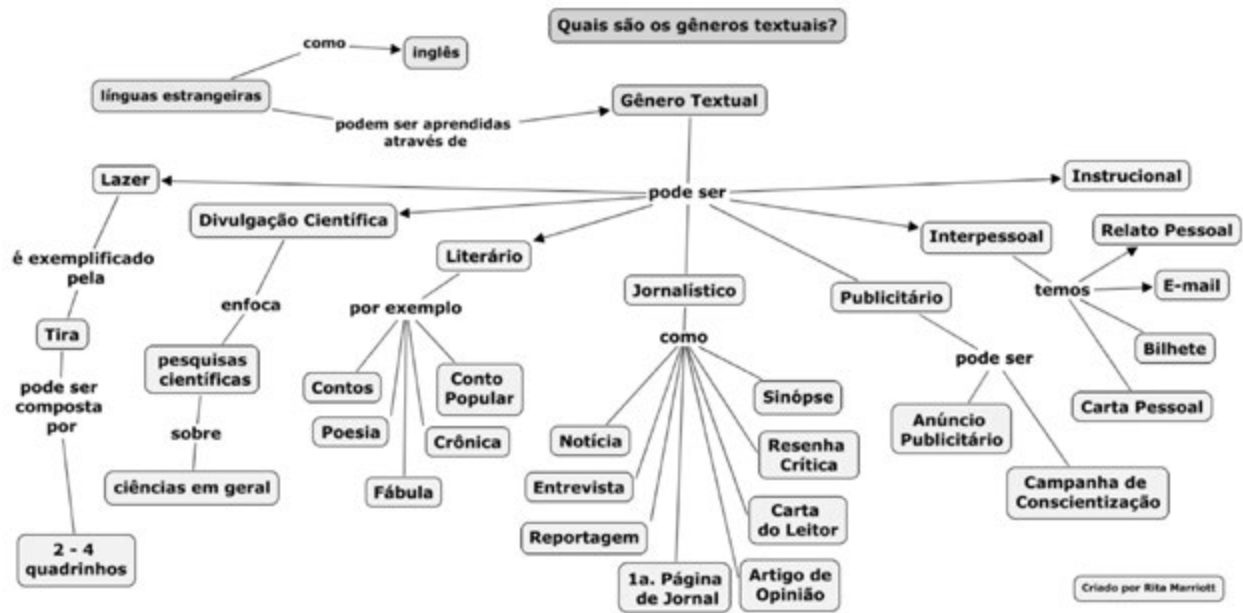 Quais são os gêneros textuais?
como
inglês
línguas estrangeiras
podem ser aprendidas
através de
Gênero Textual
pode ser
Lazer
é exemplificado
pela
Tira
pode ser
composta
por
2 - 4
quadrinhos
Divulgação Científica
enfoca
pesquisas
científicas
sobre
ciências em geral
Literário
por exemplo
Contos
Poesia
Fábula
Crônica
Conto
Popular
Jornalístico
como
Notícia
Entrevista
Reportagem
1a. Página
de Jornal
Artigo de
Opinião
Carta
do Leitor
Resenha
Crítica
Sinópse
Publicitário
pode ser
Anúncio
Publicitário
Campanha de
Conscientização
Interpessoal
temos
Relato Pessoal
E-mail
Bilhete
Carta Pessoal
Instrucional
Criado por Rita Marriott